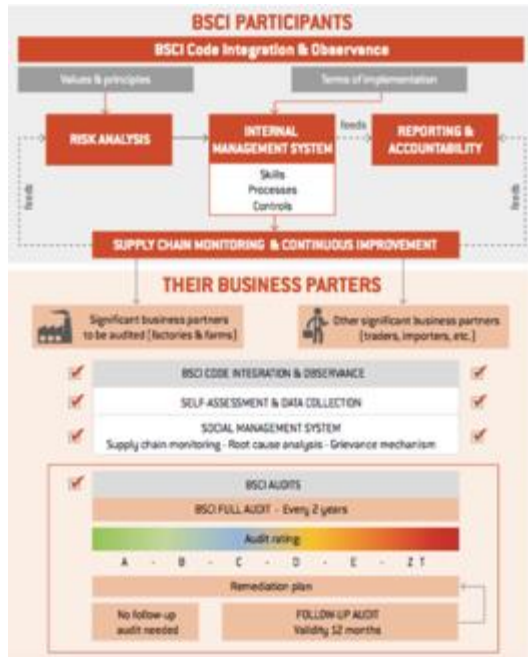 BSCI PARTICIPANTS
BSCI Code Integration & Observance
Values & principles
Terms of implementation
RISK ANALYSIS
INTERNAL
MANAGEMENT SYSTEM
feeds
REPORTING &
ACCOUNTABILITY
Skills
Processes
Controls
feeds
feeds
SUPPLY CHAIN MONITORING & CONTINUOUS IMPROVEMENT
THEIR BUSINESS PARTERS
Significant business partners
to be audited (factories & farms)
Other significant business partners
(traders, importers, etc.)
BSCI CODE INTEGRATION & OBSERVANCE
SELF-ASSESSMENT & DATA COLLECTION
SOCIAL MANAGEMENT SYSTEM
Supply chain monitoring - Root cause analysis - Grievance mechanism
BSCI AUDITS
BSCI FULL AUDIT - Every 2 years
Audit rating:
A - B - C - D - E - ZT
Remediation plan
No follow-up
audit needed
FOLLOW-UP AUDIT
Validity 12 months